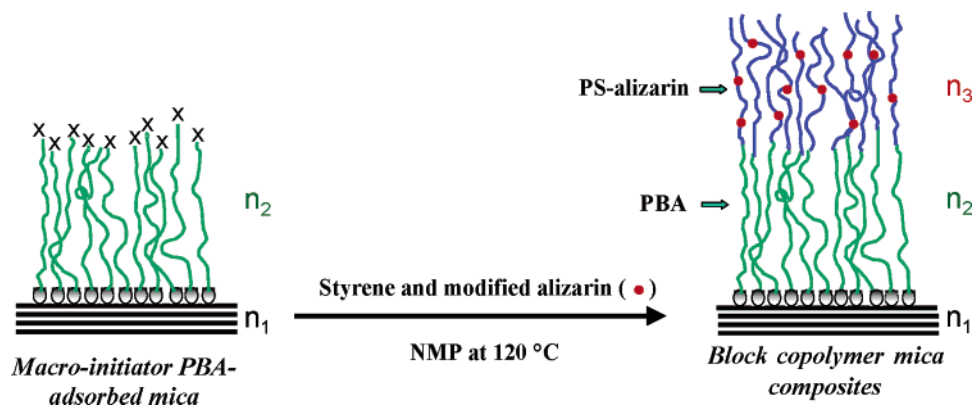 X X X X X X X X X X
n2
n1
Macro-initiator PBA-
adsorbed mica
Styrene and modified alizarin ( )
NMP at 120 °C
PS-alizarin
n3
PBA
n2
n1
Block copolymer mica
composites